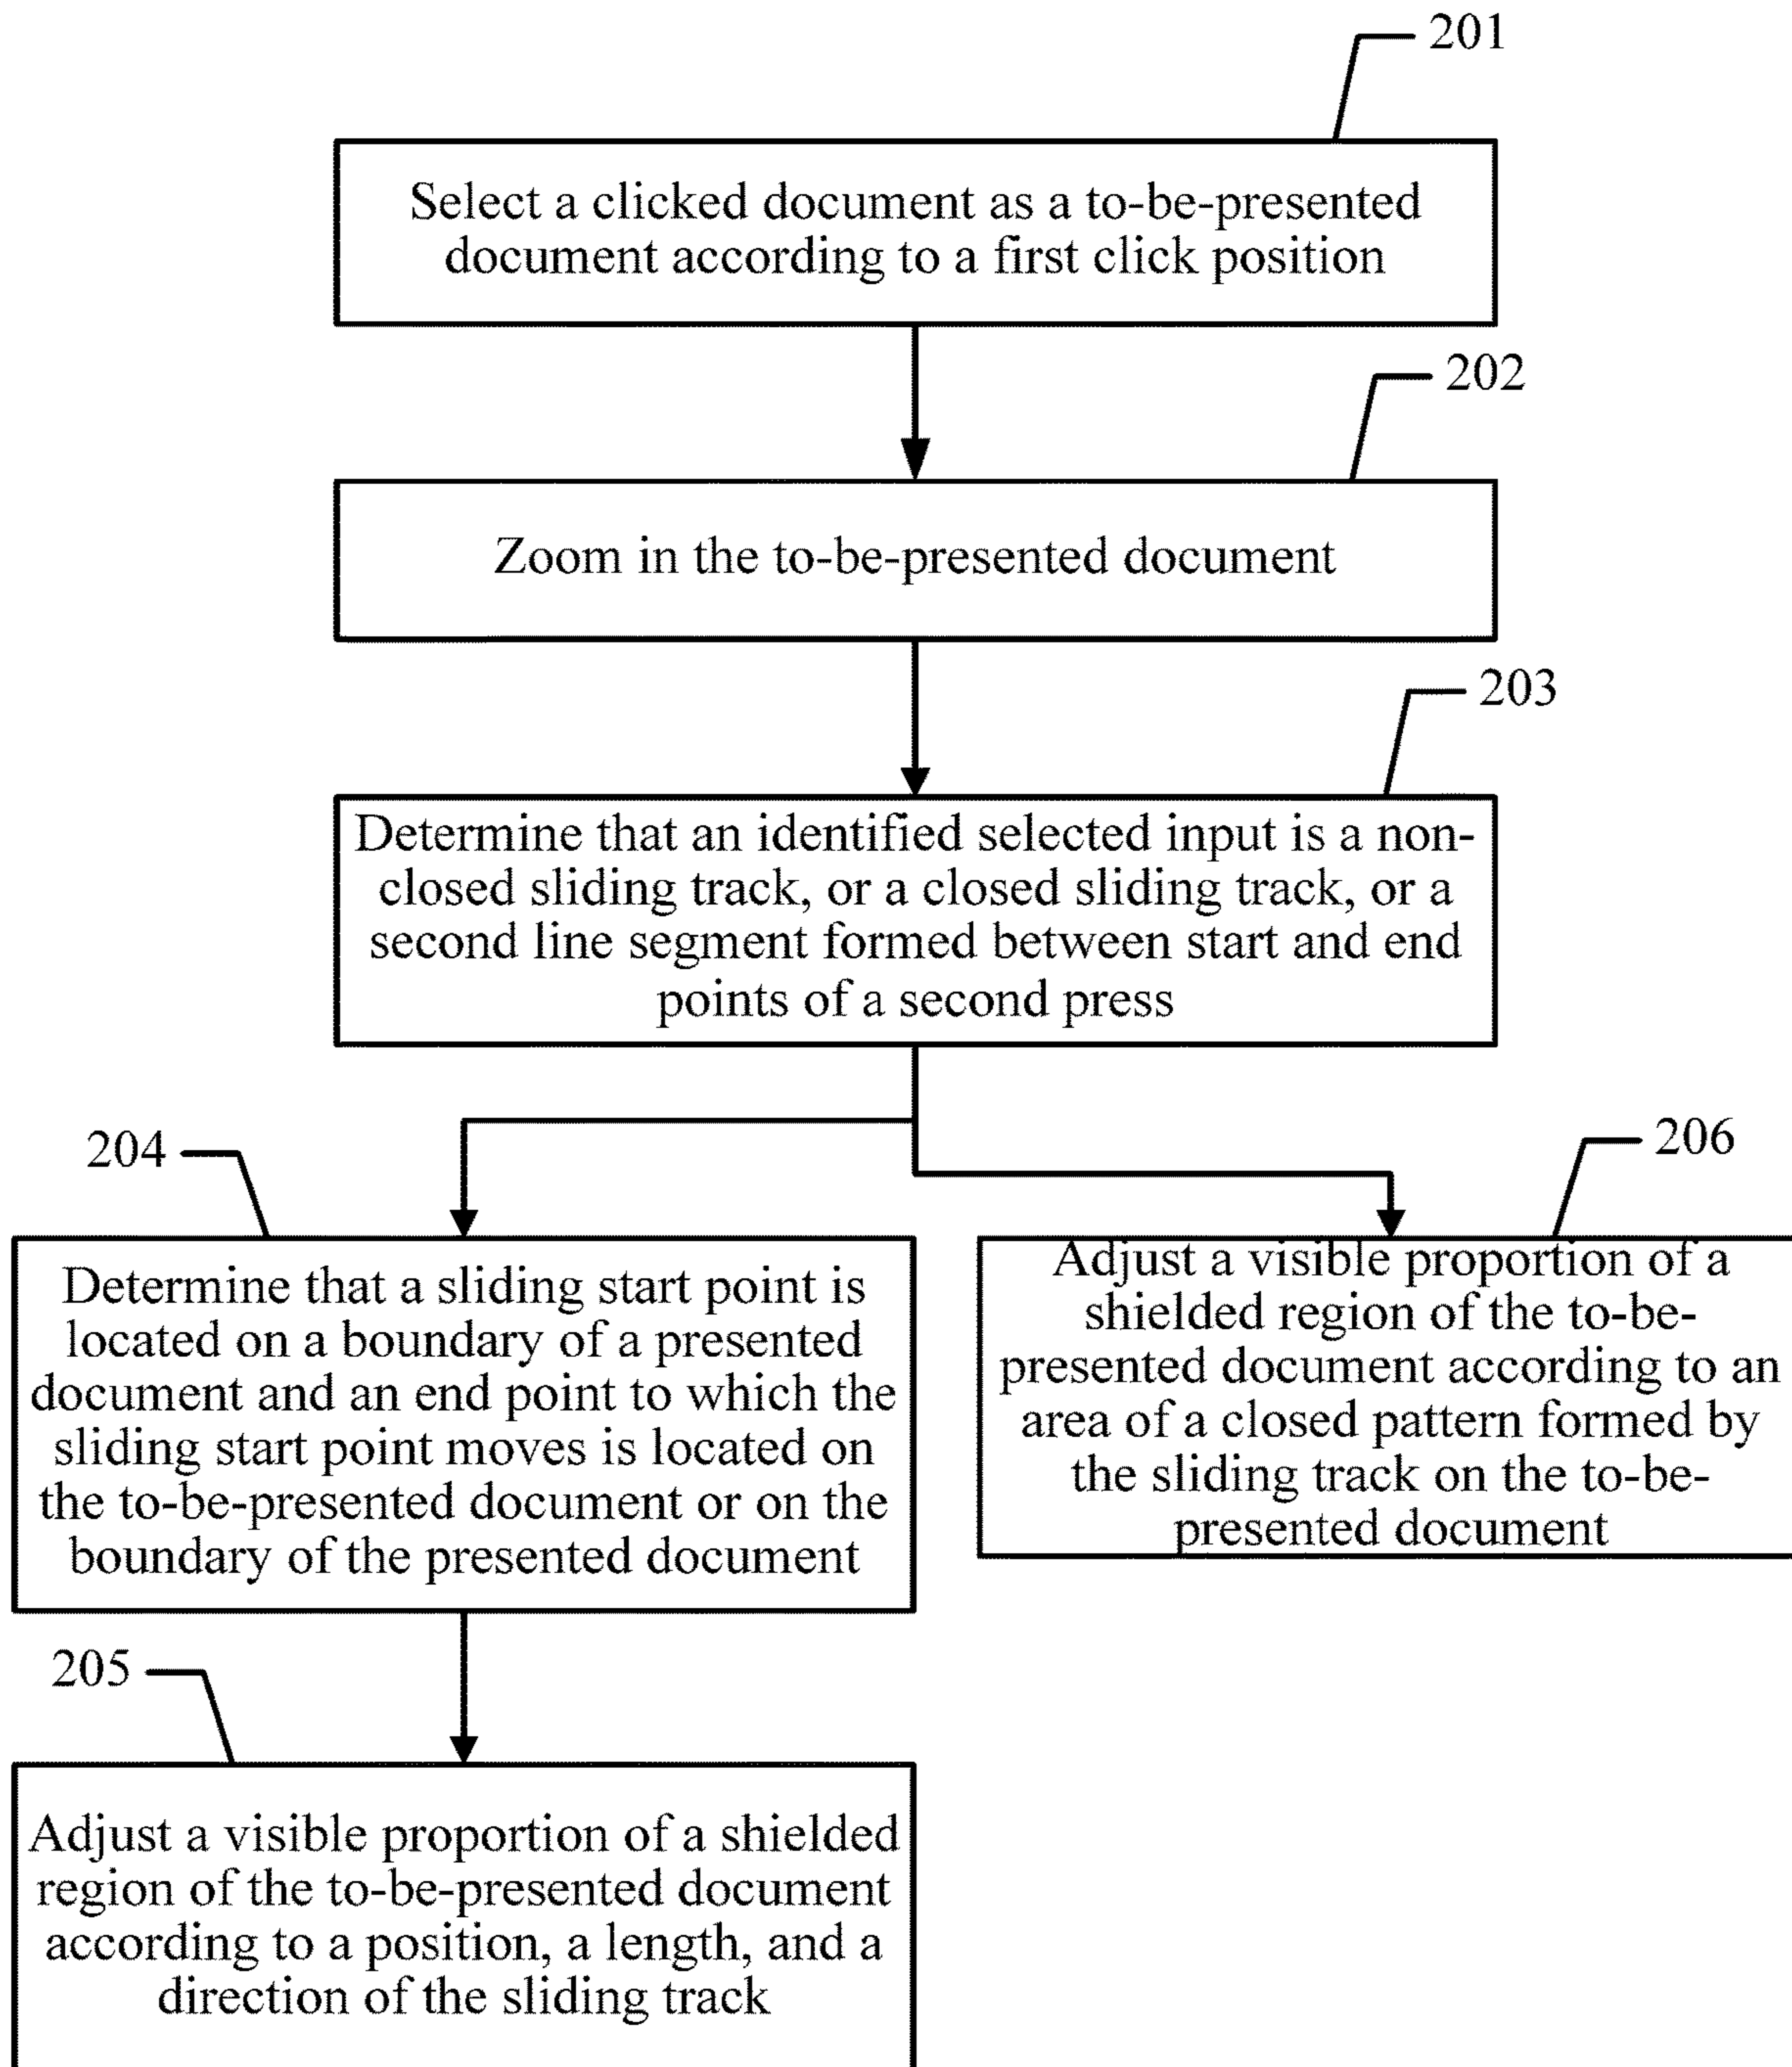 201
Select a clicked document as a to-be-presented
document according to a first click position
202
Zoom in the to-be-presented document
203
Determine that an identified selected input is a non-
closed sliding track, or a closed sliding track, or a
second line segment formed between start and end
points of a second press
204
Determine that a sliding start point is
located on a boundary of a presented
document and an end point to which the
sliding start point moves is located on
the to-be-presented document or on the
boundary of the presented document
206
Adjust a visible proportion of a
shielded region of the to-be-
presented document according to an
area of a closed pattern formed by
the sliding track on the to-be-
presented document
205
Adjust a visible proportion of a shielded
region of the to-be-presented document
according to a position, a length, and a
direction of the sliding track